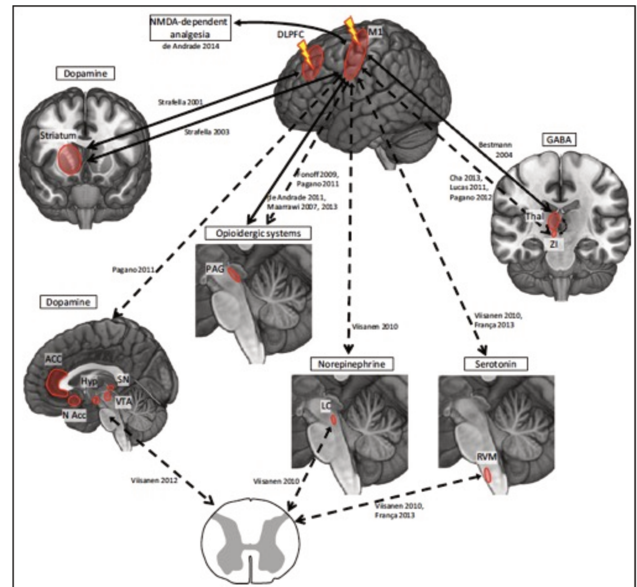 NMDA-dependent
analgesia
de Andrade 2014
DLPFC
M1
Dopamine
Strafella 2001
Strafella 2003
Striatum
Bestmann
2004
GABA
Cha 2013,
Lucas 2011,
Pagano 2012
Thal
ZI
Fonoff 2009,
Pagano 2011
de Andrade 2011,
Maarrawi 2007, 2013
Opioidergic systems
PAG
Pagano 2011
Dopamine
ACC
Hyp
SN
N Acc
VTA
Viisanen 2010
Viisanen 2010,
França 2013
Norepinephrine
LC
Serotonin
RVM
Viisanen 2012
Viisanen 2010
Viisanen 2010,
França 2013